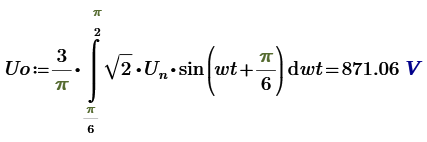 Uo := 3/π · ∫_{π/6}^{π/2} √2 · U_n · sin(wt + π/6) dwt = 871.06 V